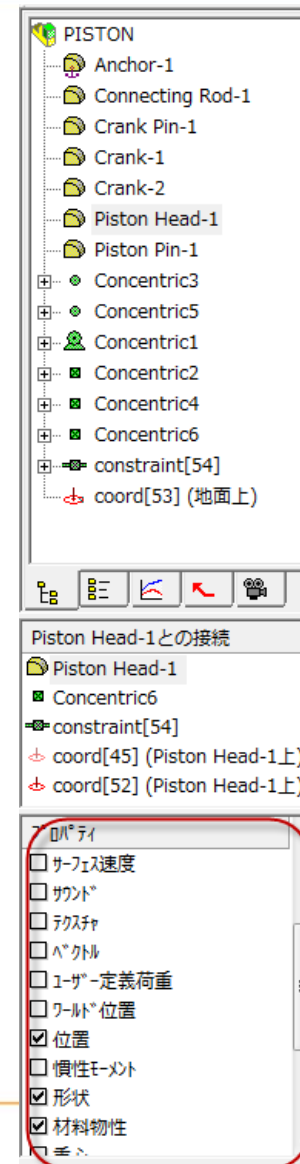 PISTON
Anchor-1
Connecting Rod-1
Crank Pin-1
Crank-1
Crank-2
Piston Head-1
Piston Pin-1
Concentric3
Concentric5
Concentric1
Concentric2
Concentric4
Concentric6
constraint[54]
coord[53] (地面上)
Piston Head-1との接続
Piston Head-1
Concentric6
constraint[54]
coord[45] (Piston Head-1上)
coord[52] (Piston Head-1上)
プロパティ
サーフェス速度
サウンド
テクスチャ
ベクトル
ユーザー定義荷重
ワールド位置
位置
慣性モーメント
形状
材料物性
重心